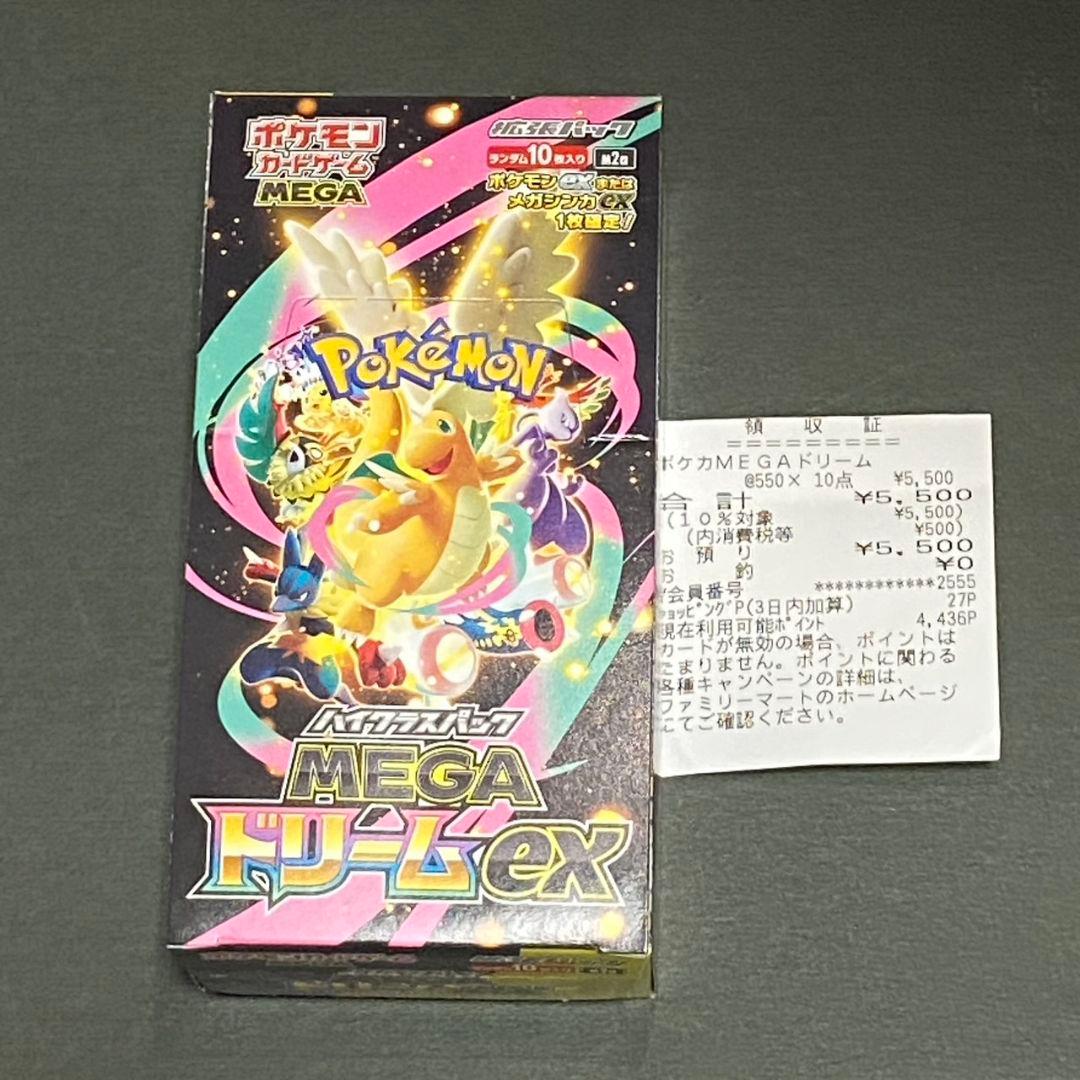 ポケモン
カードゲーム
MEGA
拡張パック
ランダム10枚入り
ポケモンexまたは
メガシンカex
1枚確定!
POKéMON
ハイクラスパック
MEGA
ドリームex
領 収 証
ポケカMEGAドリーム
@550× 10点 ¥5,500
合 計 ¥5,500
(10%対象 ¥5,500)
(内消費税等 ¥500)
お 預 り ¥5,500
お 釣 ¥0
会員番号 ************2555
ョッピングP(3日内加算) 27P
現在利用可能ポイント 4,436P
カードが無効の場合、ポイントは
たまりません。ポイントに関わる
各種キャンペーンの詳細は、
ファミリーマートのホームページ
にてご確認ください。